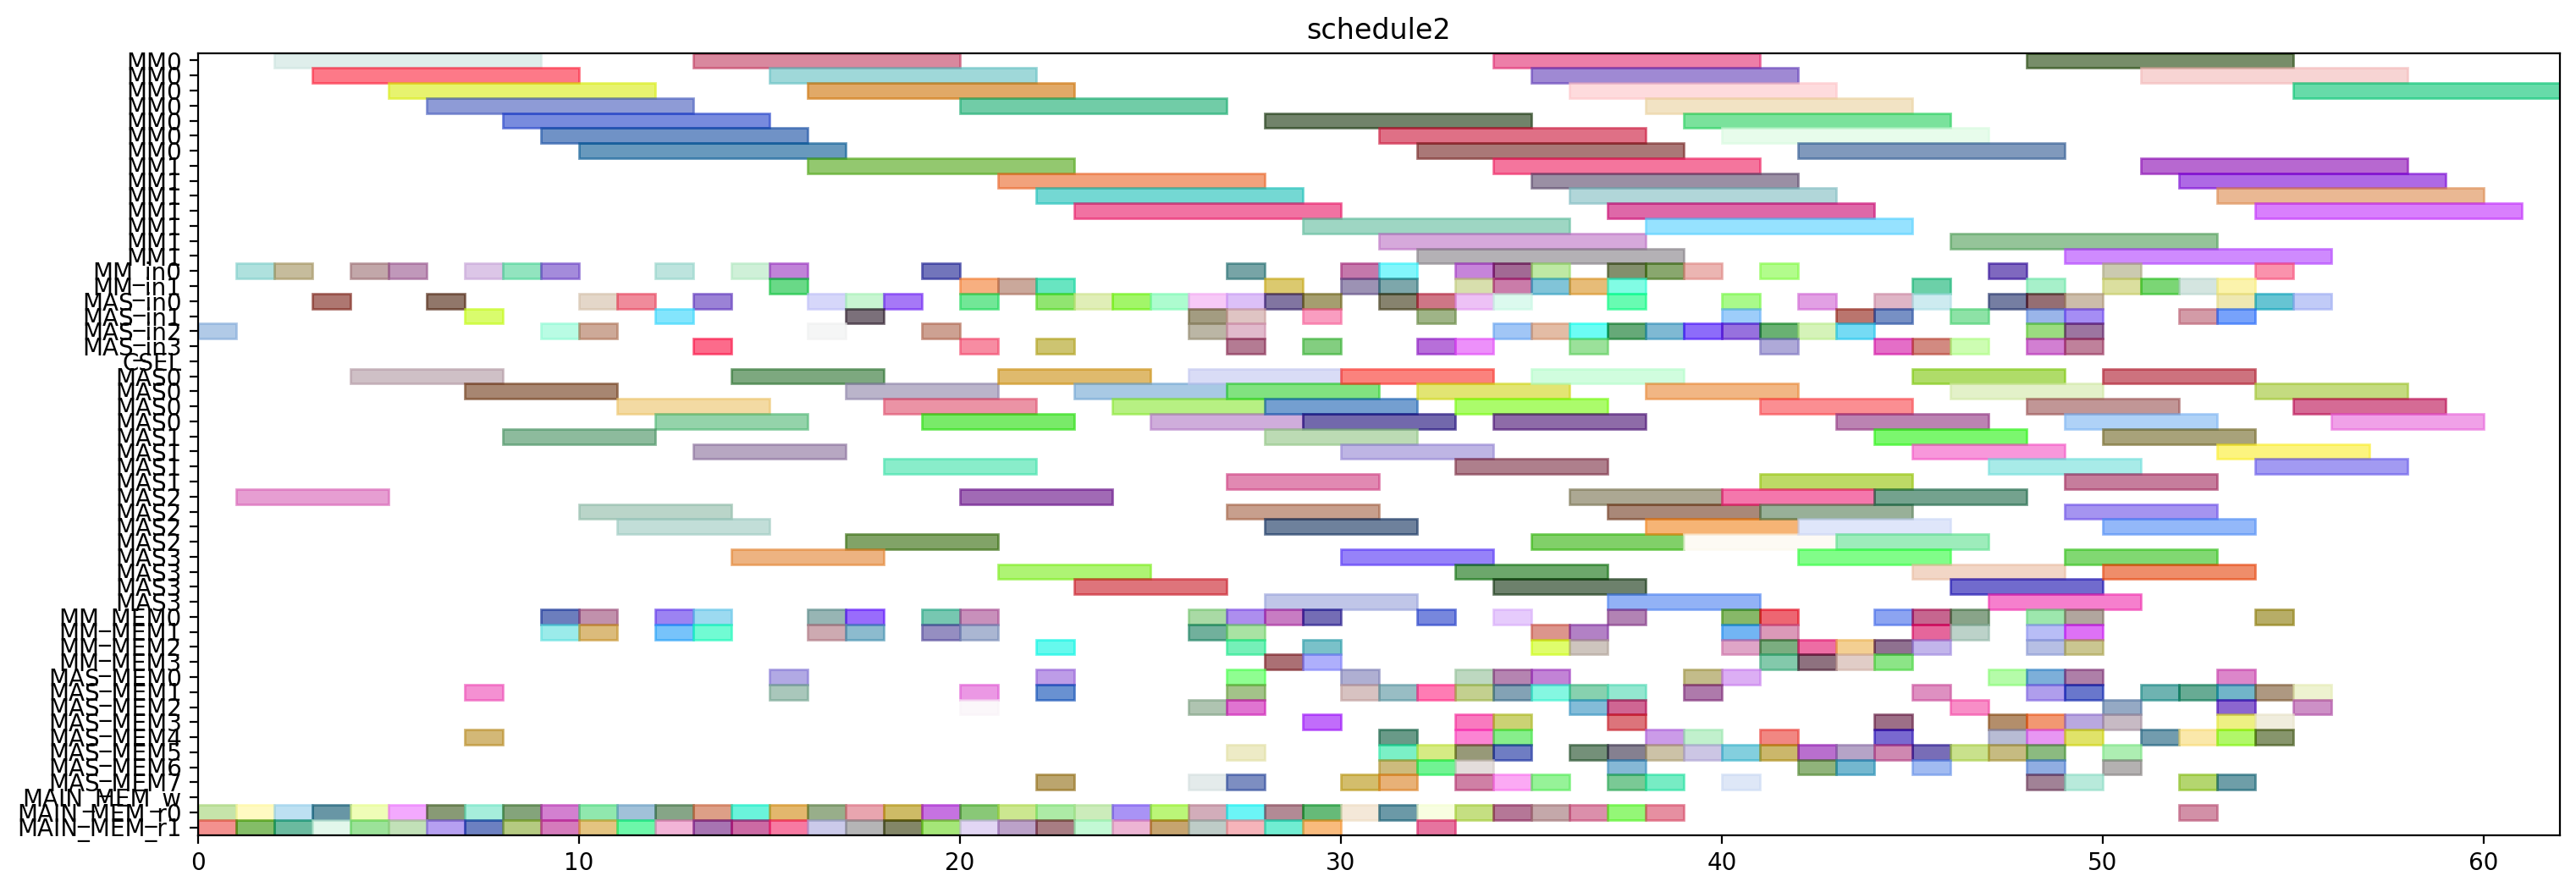 schedule2
MM0
MM0
MM0
MM0
MM0
MM0
MM0
MM1
MM1
MM1
MM1
MM1
MM1
MM1
MM_in0
MM_in1
MAS_in0
MAS_in1
MAS_in2
MAS_in3
CSEL
MAS0
MAS0
MAS0
MAS0
MAS1
MAS1
MAS1
MAS1
MAS2
MAS2
MAS2
MAS2
MAS3
MAS3
MAS3
MAS3
MM_MEM0
MM_MEM1
MM_MEM2
MM_MEM3
MAS_MEM0
MAS_MEM1
MAS_MEM2
MAS_MEM3
MAS_MEM4
MAS_MEM5
MAS_MEM6
MAS_MEM7
MAIN_MEM_w
MAIN_MEM_r0
MAIN_MEM_r1
0 10 20 30 40 50 60